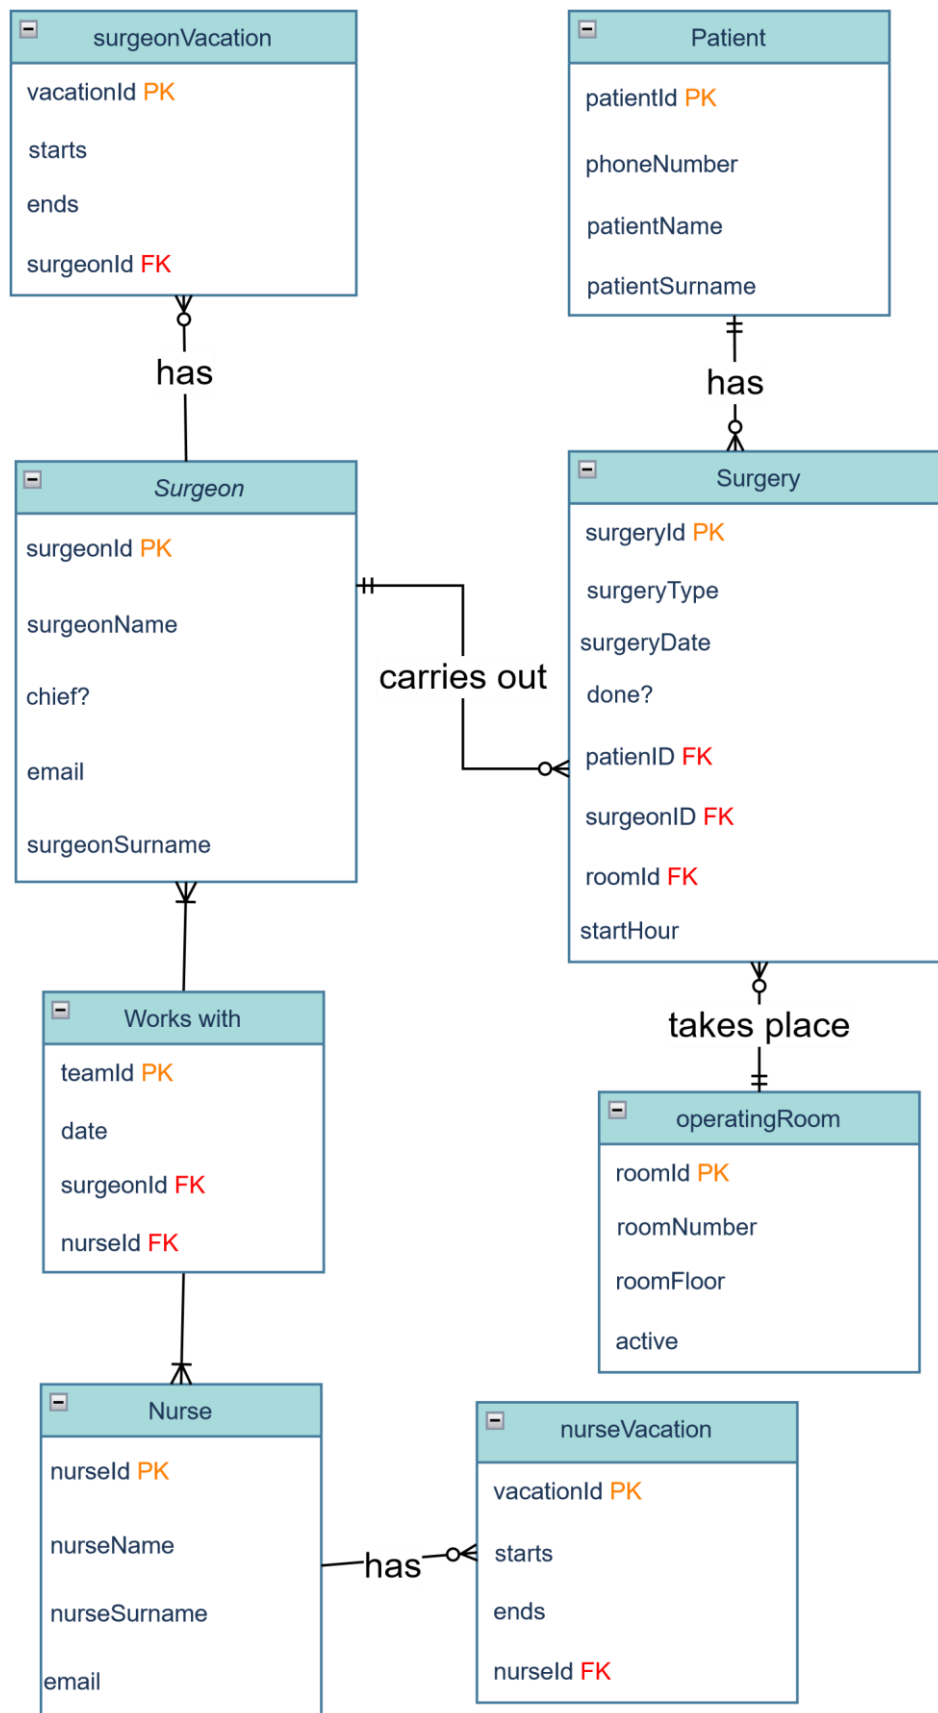 surgeonVacation
vacationId PK
starts
ends
surgeonId FK
has
Patient
patientId PK
phoneNumber
patientName
patientSurname
has
Surgeon
surgeonId PK
surgeonName
chief?
email
surgeonSurname
carries out
Surgery
surgeryId PK
surgeryType
surgeryDate
done?
patienID FK
surgeonID FK
roomId FK
startHour
takes place
Works with
teamId PK
date
surgeonId FK
nurseId FK
operatingRoom
roomId PK
roomNumber
roomFloor
active
Nurse
nurseId PK
nurseName
nurseSurname
email
has
nurseVacation
vacationId PK
starts
ends
nurseId FK